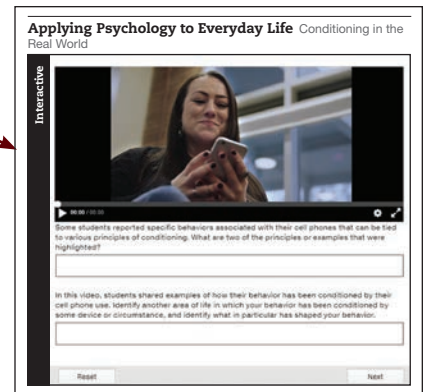 Applying Psychology to Everyday Life Conditioning in the
Real World
Interactive
00:00 / 00:00
Some students reported specific behaviors associated with their cell phones that can be tied
to various principles of conditioning. What are two of the principles or examples that were
highlighted?
In this video, students shared examples of how their behavior has been conditioned by their
cell phone use. Identify another area of life in which your behavior has been conditioned by
some device or circumstance, and identify what in particular has shaped your behavior.
Reset
Next